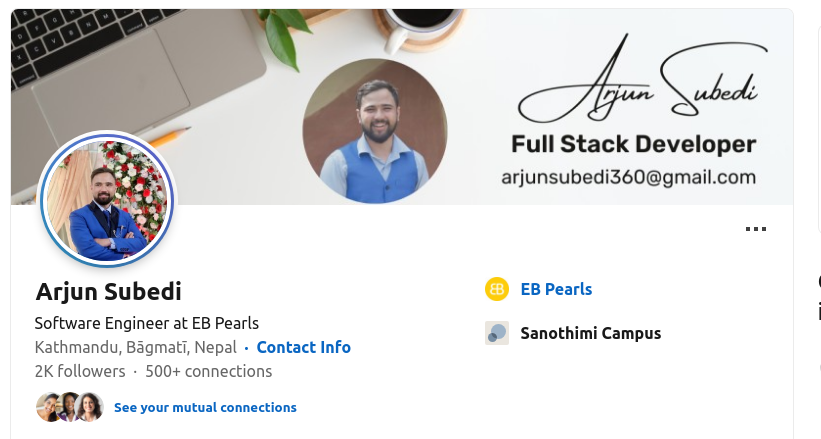 Arjun Subedi
Full Stack Developer
arjunsubedi360@gmail.com
...
Arjun Subedi
Software Engineer at EB Pearls
Kathmandu, Bāgmatī, Nepal · Contact Info
2K followers · 500+ connections
See your mutual connections
EB EB Pearls
Sanothimi Campus